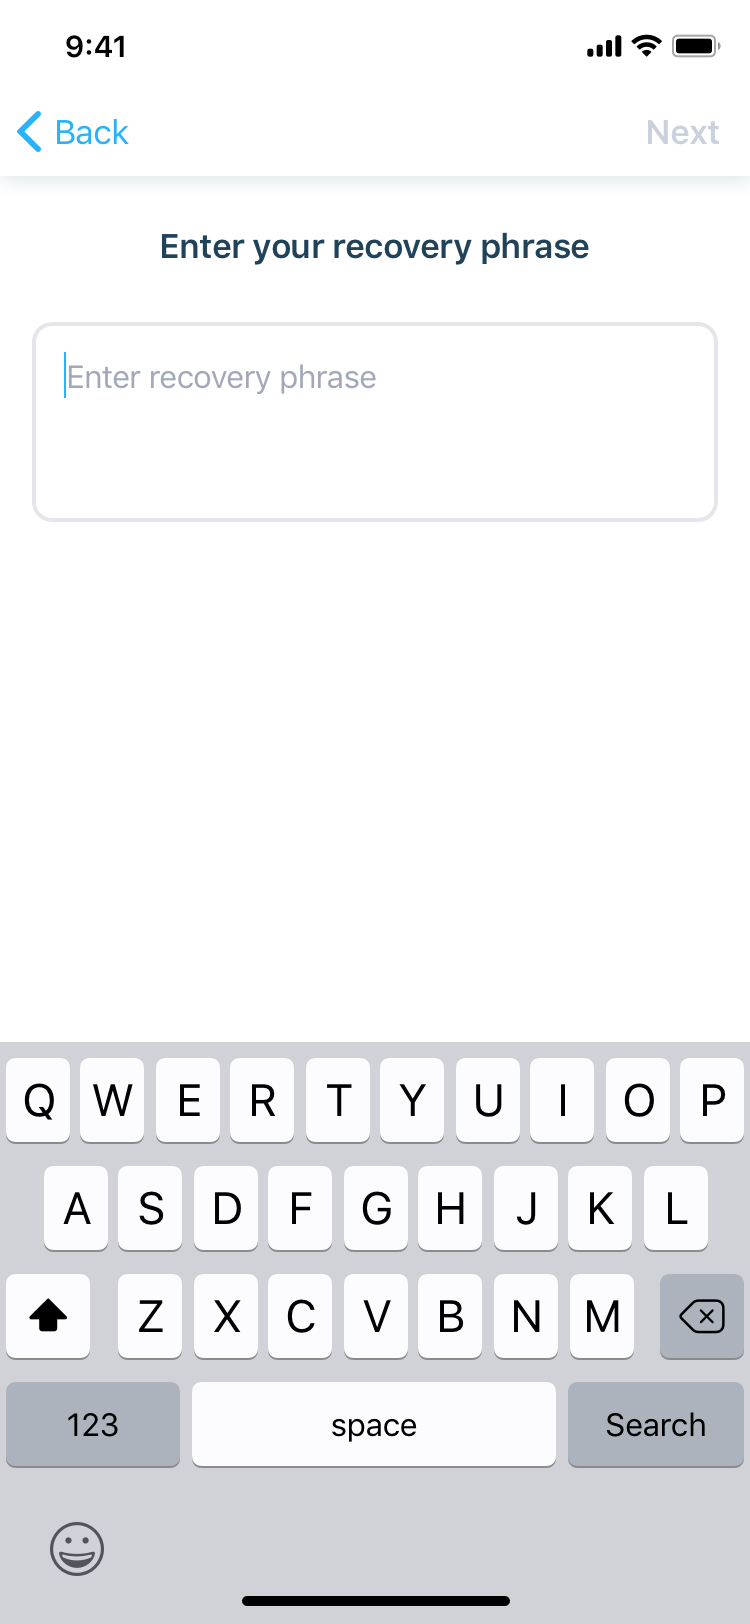 9:41
Back Next
Enter your recovery phrase
Enter recovery phrase
Q W E R T Y U I O P
A S D F G H J K L
Z X C V B N M
123 space Search